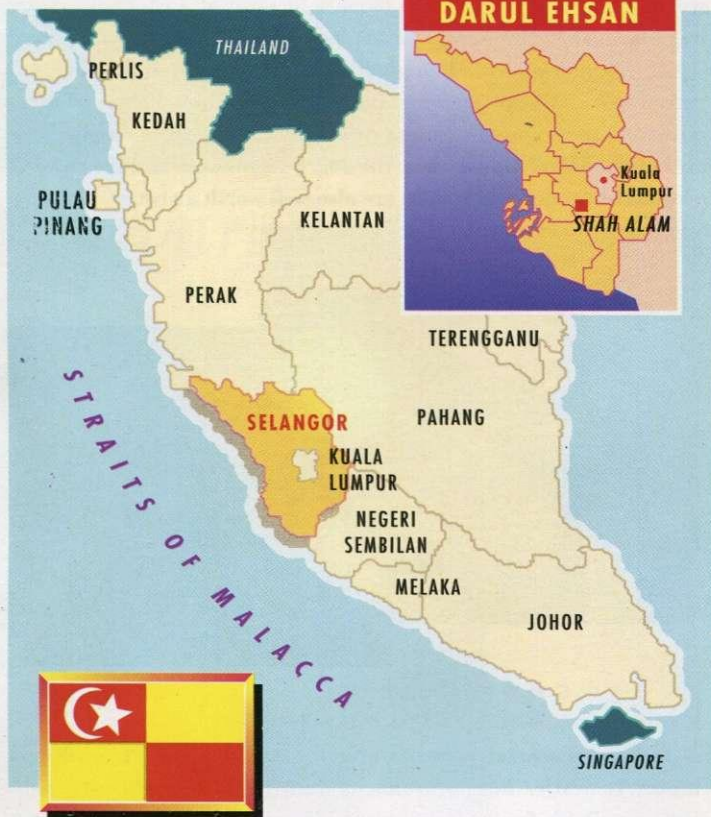 DARUL EHSAN
THAILAND
PERLIS
KEDAH
PULAU
PINANG
KELANTAN
PERAK
Kuala
Lumpur
SHAH ALAM
TERENGGANU
SELANGOR
PAHANG
KUALA
LUMPUR
NEGERI
SEMBILAN
MELAKA
JOHOR
STRAITS OF MALACCA
SINGAPORE